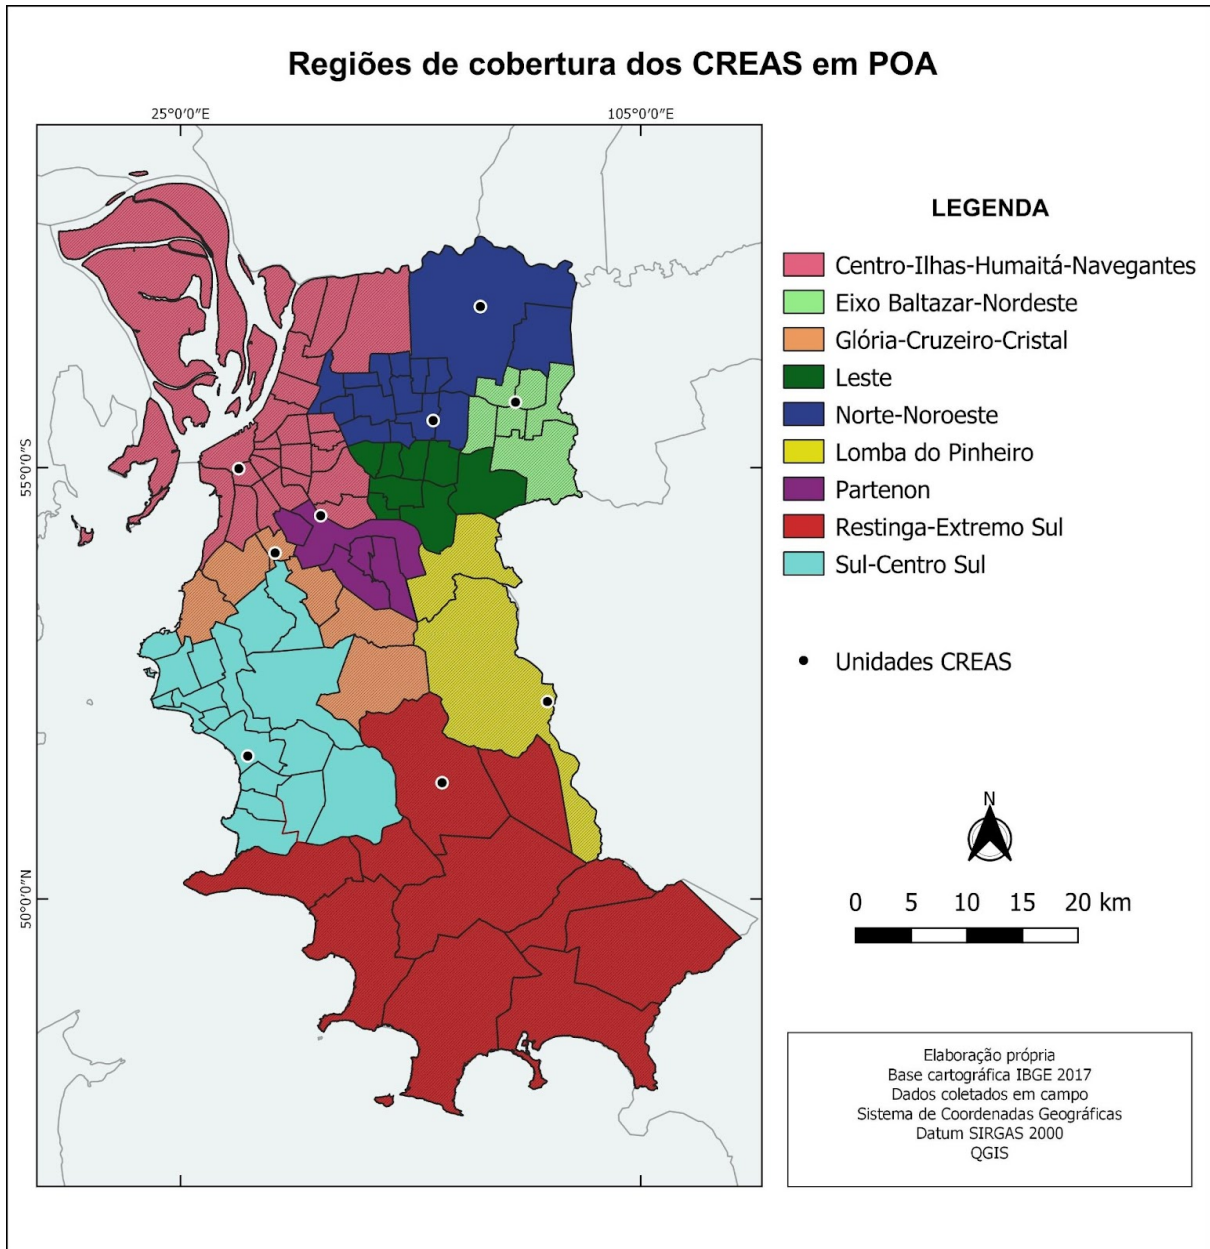 Regiões de cobertura dos CREAS em POA
25°0'0"E
105°0'0"E
55°0'0"S
50°0'0"N
LEGENDA
Centro-Ilhas-Humaitá-Navegantes
Eixo Baltazar-Nordeste
Glória-Cruzeiro-Cristal
Leste
Norte-Noroeste
Lomba do Pinheiro
Partenon
Restinga-Extremo Sul
Sul-Centro Sul
Unidades CREAS
N
0 5 10 15 20 km
Elaboração própria
Base cartográfica IBGE 2017
Dados coletados em campo
Sistema de Coordenadas Geográficas
Datum SIRGAS 2000
QGIS